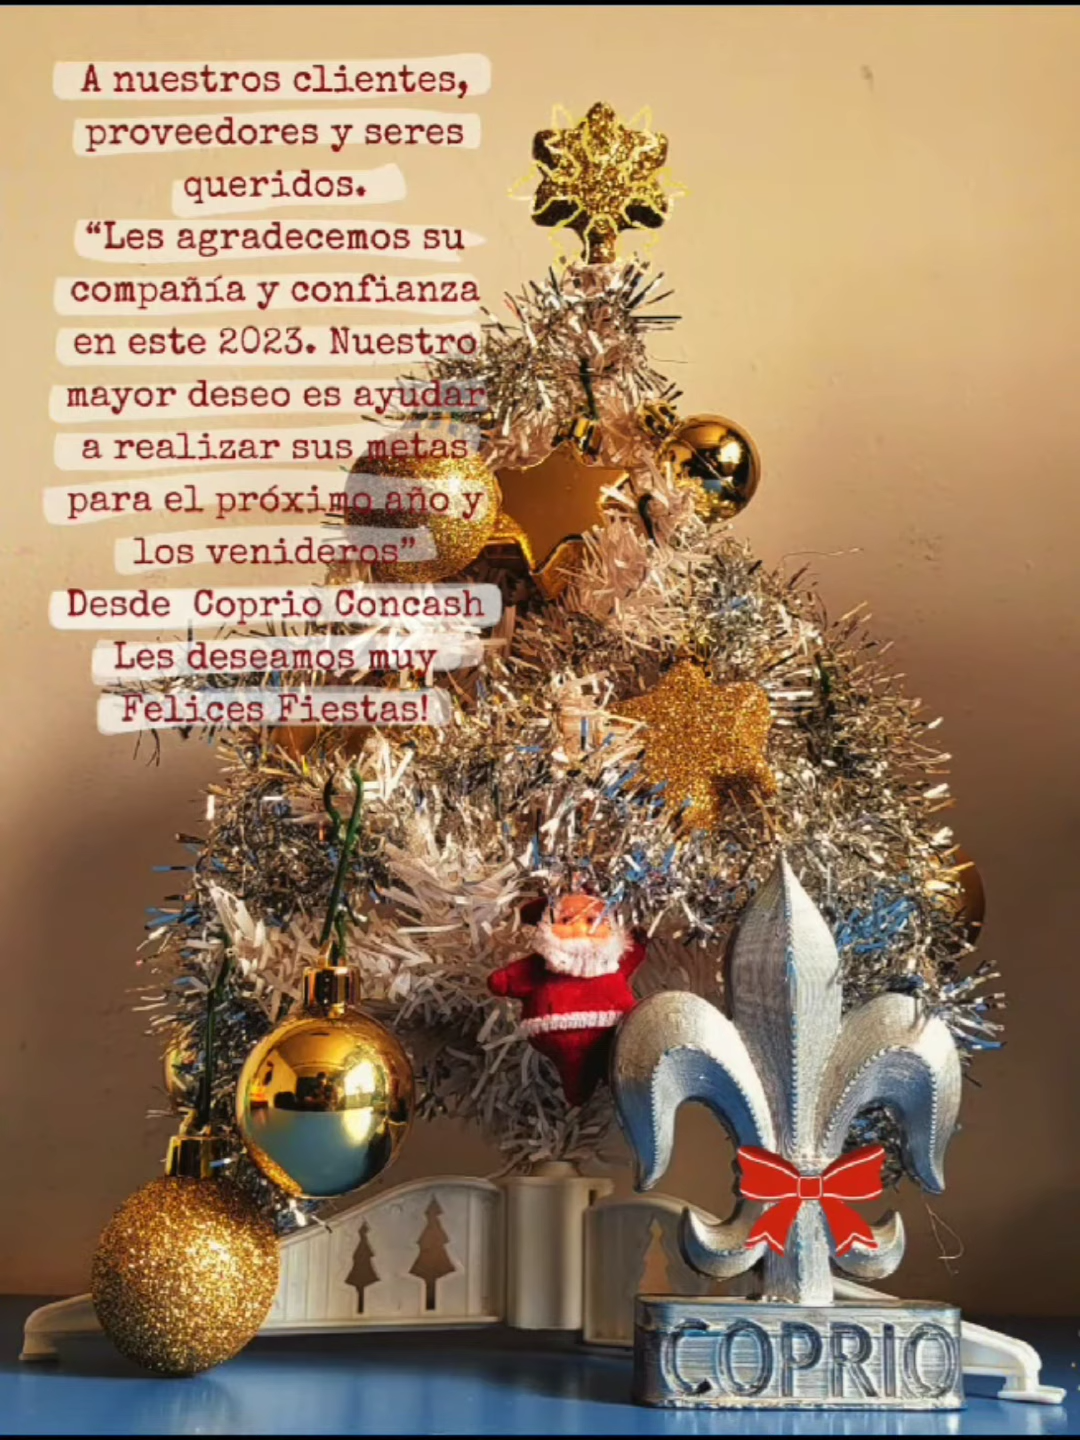 A nuestros clientes,
proveedores y seres
queridos.
“Les agradecemos su
compañía y confianza
en este 2023. Nuestro
mayor deseo es ayudar
a realizar sus metas
para el próximo año y
los venideros”
Desde Coprio Concash
Les deseamos muy
Felices Fiestas!
COPRIO